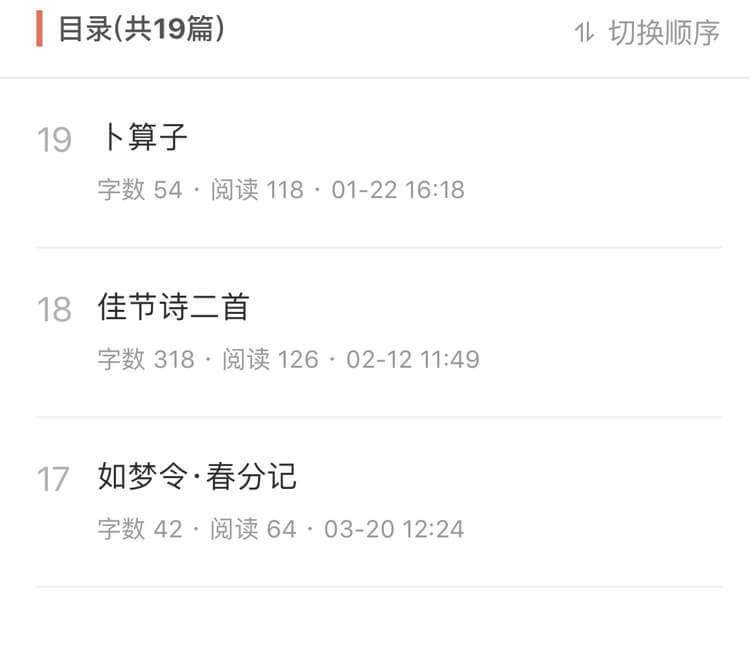 目录(共19篇)
切换顺序
19 卜算子
字数 54 · 阅读 118 · 01-22 16:18
18 佳节诗二首
字数 318 · 阅读 126 · 02-12 11:49
17 如梦令·春分记
字数 42 · 阅读 64 · 03-20 12:24